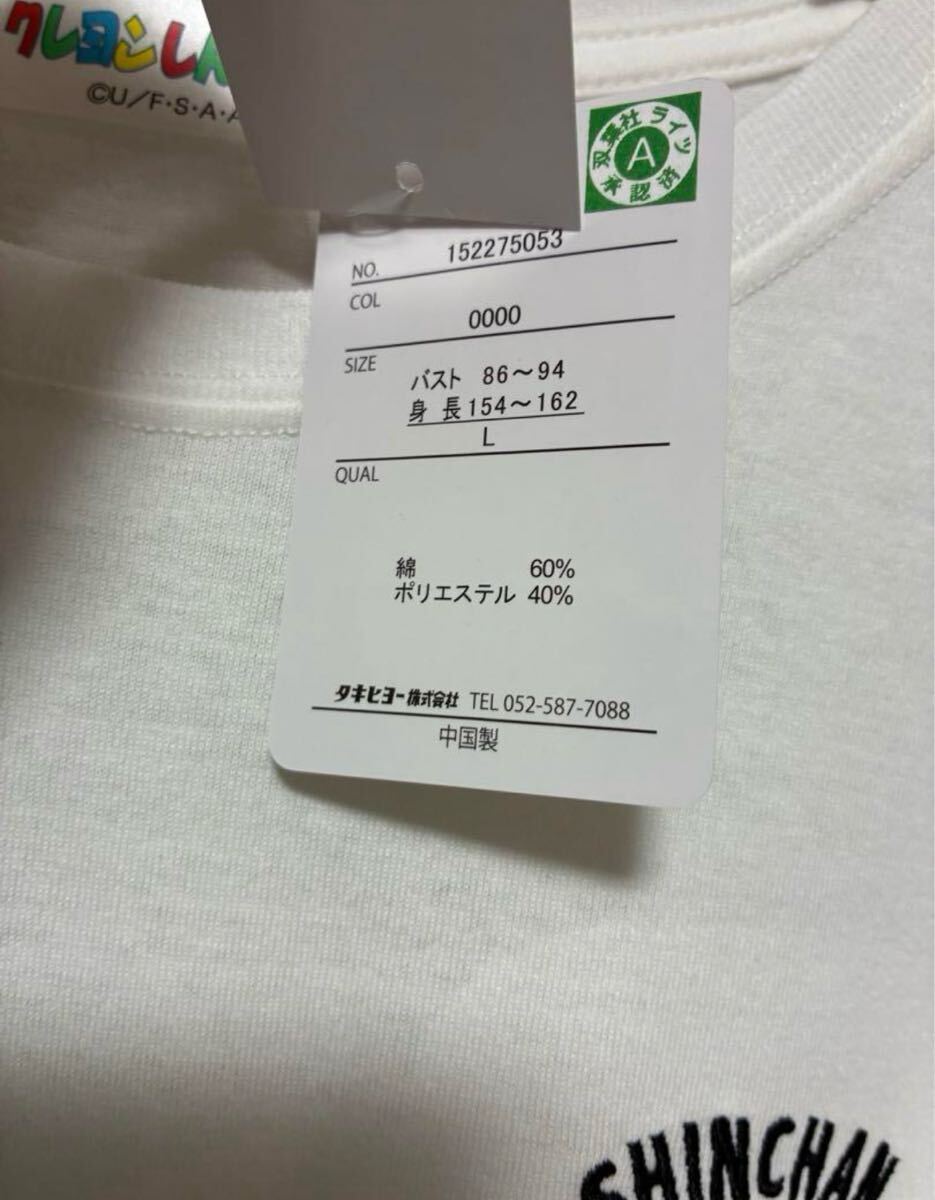 クレヨンしん
©U/F・S・A・A
双葉社ライツ
A
承認済
NO. 152275053
COL 0000
SIZE バスト 86～94
身長154～162
L
QUAL
綿 60%
ポリエステル 40%
タキヒヨー株式会社 TEL 052-587-7088
中国製
SHINCHAN